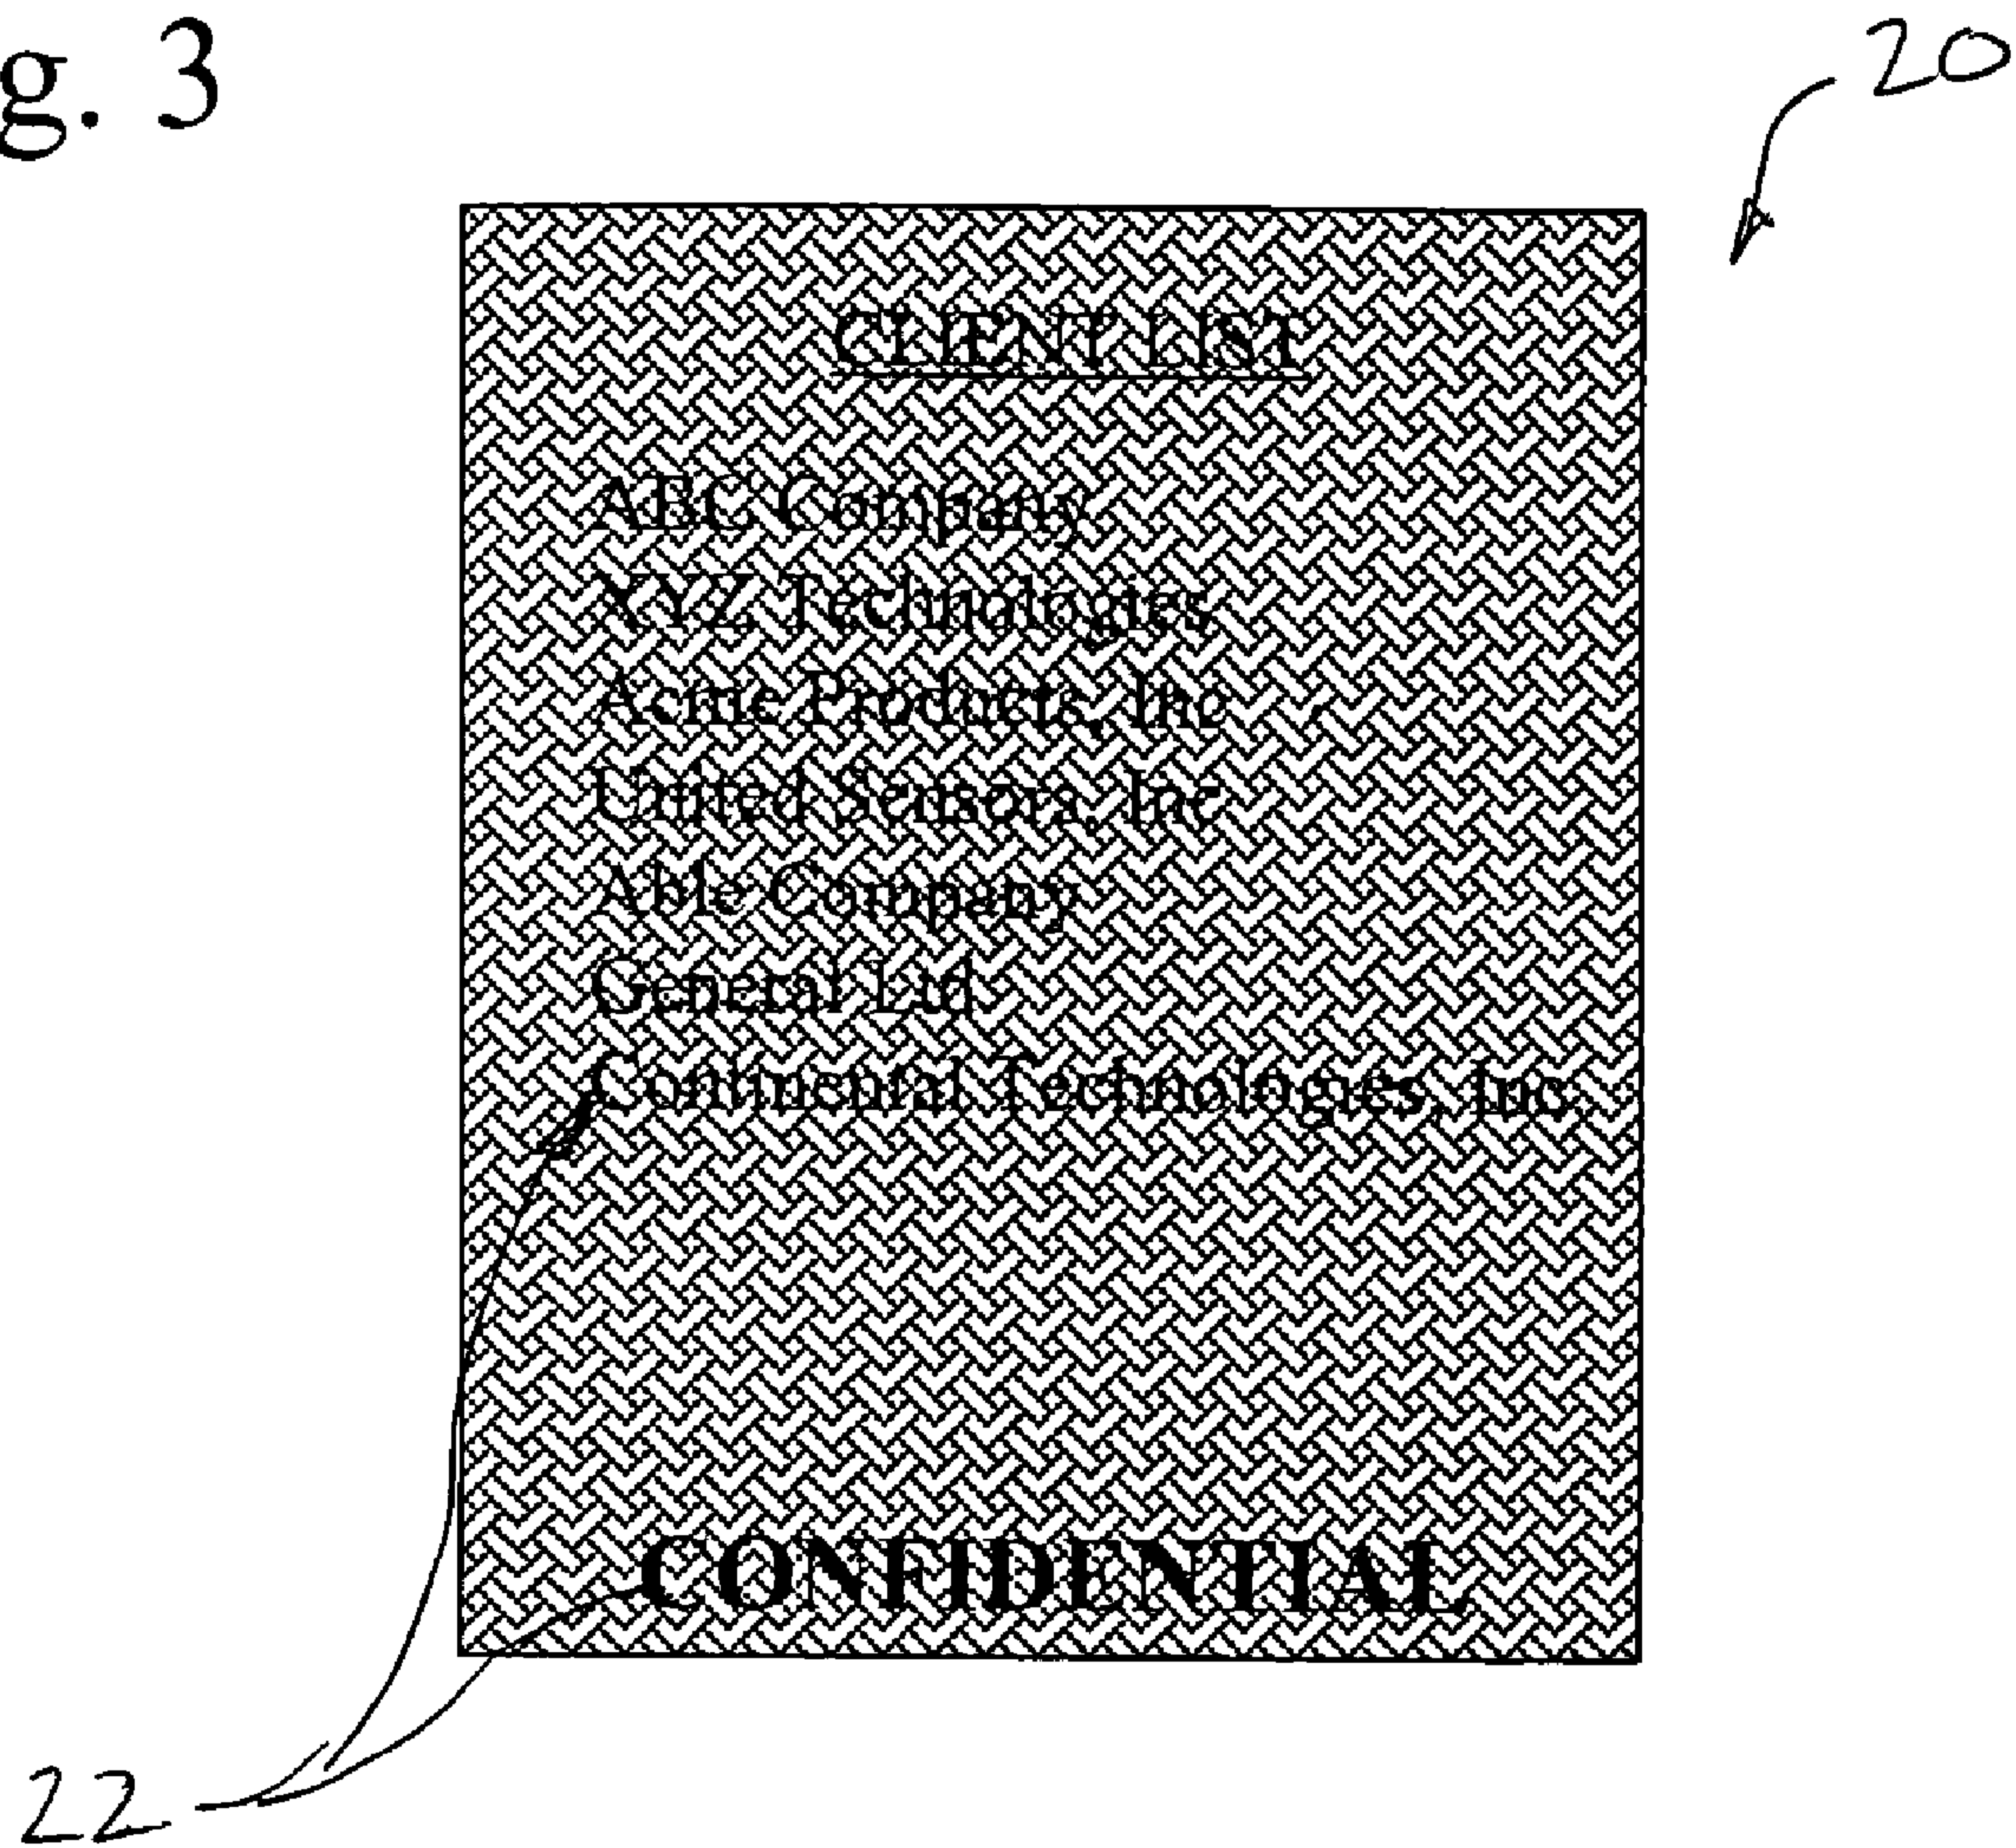 g. 3
20
CLIENT LIST
ABC Company
XYZ Technologies
Acme Products, Inc
United Sensors, Inc
Able Company
General Ltd
Continental Technologies, Inc
CONFIDENTIAL
22